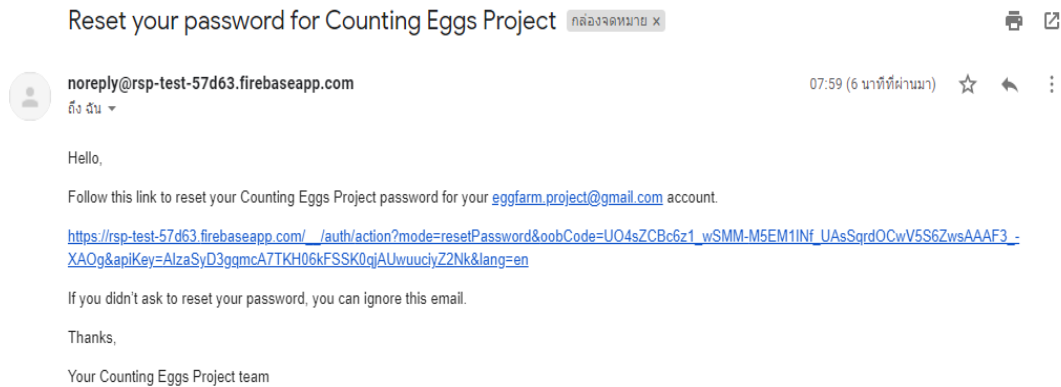 Reset your password for Counting Eggs Project กล่องจดหมาย x
noreply@rsp-test-57d63.firebaseapp.com 07:59 (6 นาทีที่ผ่านมา)
ถึง ฉัน
Hello,
Follow this link to reset your Counting Eggs Project password for your eggfarm.project@gmail.com account.
https://rsp-test-57d63.firebaseapp.com/__/auth/action?mode=resetPassword&oobCode=UO4sZCBc6z1_wSMM-M5EM1INf_UAsSqrdOCwV5S6ZwsAAAF3_-
XAOg&apiKey=AIzaSyD3gqmcA7TKH06kFSSK0qjAUwuuciyZ2Nk&lang=en
If you didn't ask to reset your password, you can ignore this email.
Thanks,
Your Counting Eggs Project team